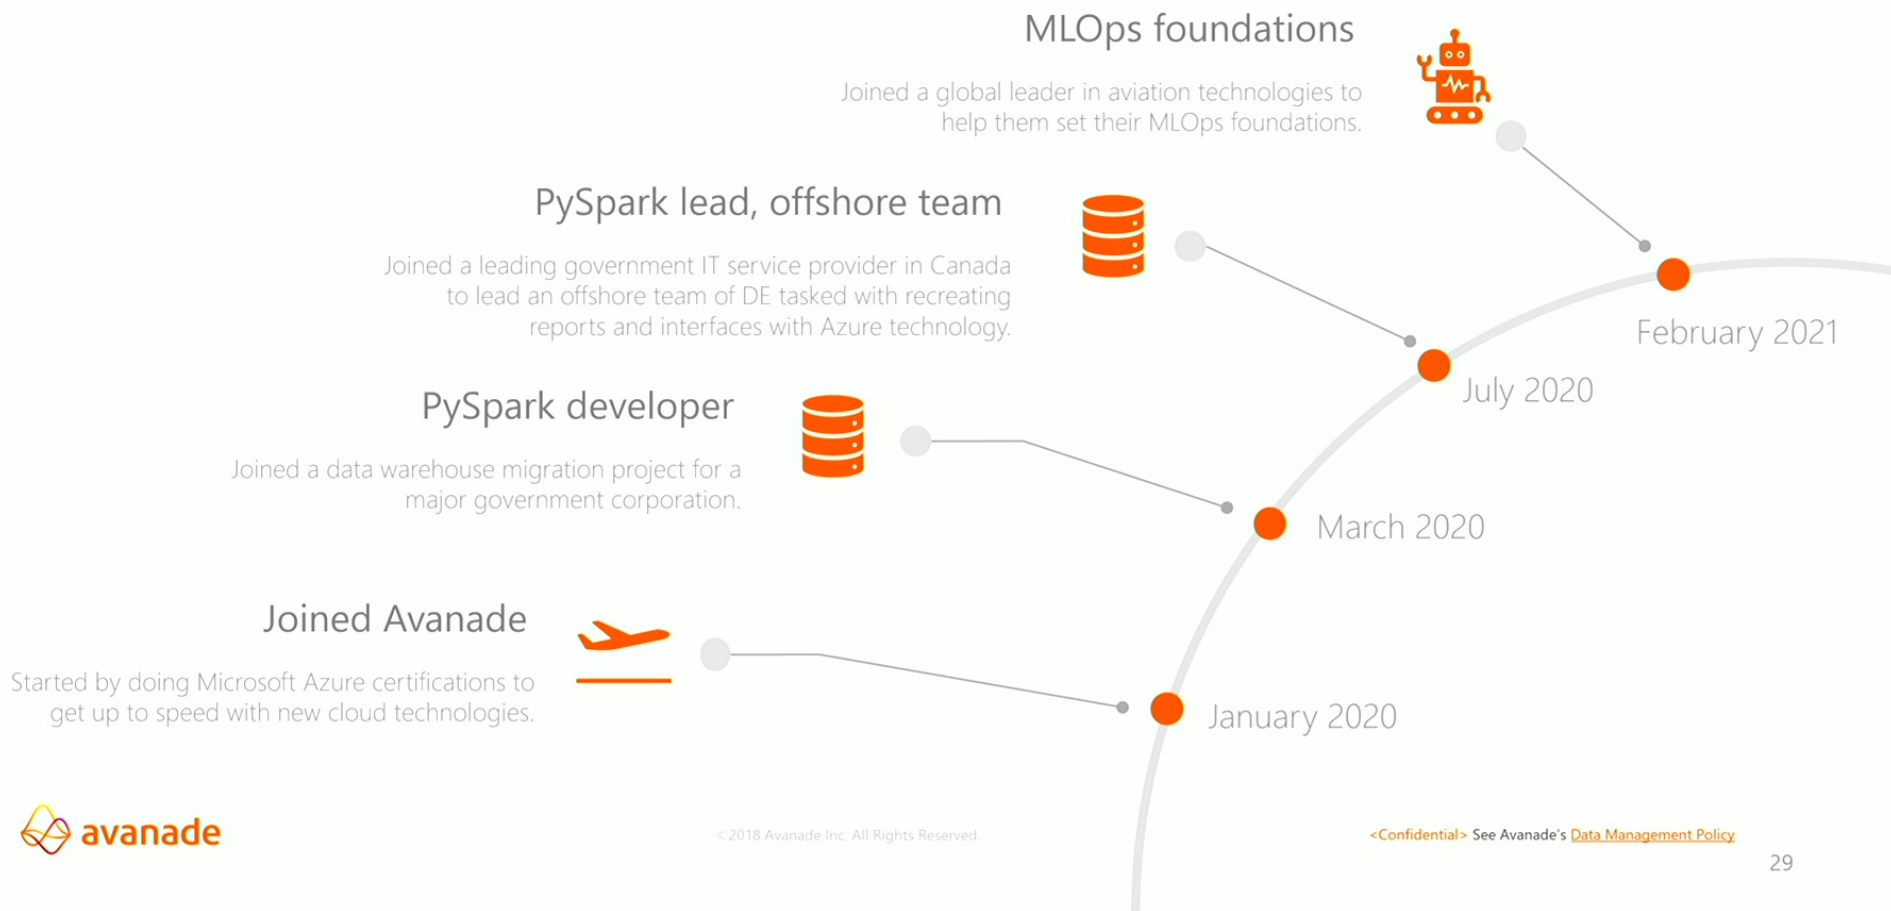 MLOps foundations
Joined a global leader in aviation technologies to
help them set their MLOps foundations.
PySpark lead, offshore team
Joined a leading government IT service provider in Canada
to lead an offshore team of DE tasked with recreating
reports and interfaces with Azure technology.
February 2021
July 2020
PySpark developer
Joined a data warehouse migration project for a
major government corporation.
March 2020
Joined Avanade
Started by doing Microsoft Azure certifications to
get up to speed with new cloud technologies.
January 2020
avanade
©2018 Avanade Inc. All Rights Reserved.
<Confidential> See Avanade's Data Management Policy
29